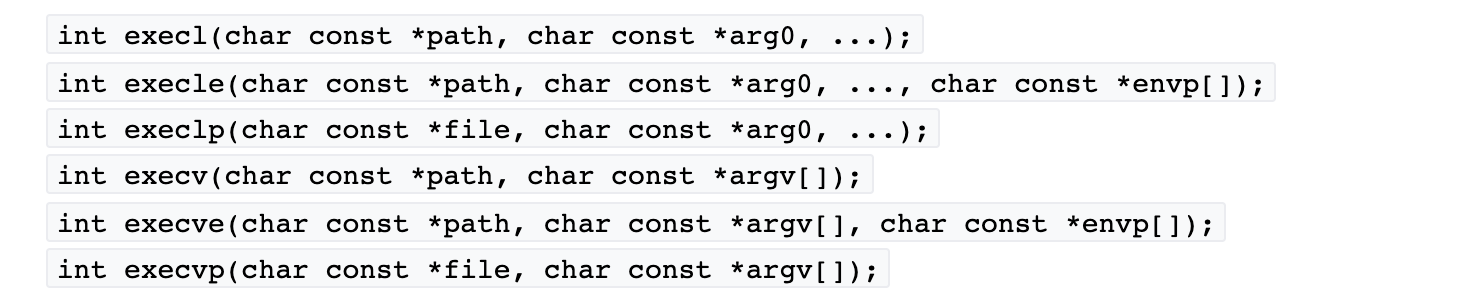 int execl(char const *path, char const *arg0, ...);
int execle(char const *path, char const *arg0, ..., char const *envp[]);
int execlp(char const *file, char const *arg0, ...);
int execv(char const *path, char const *argv[]);
int execve(char const *path, char const *argv[], char const *envp[]);
int execvp(char const *file, char const *argv[]);